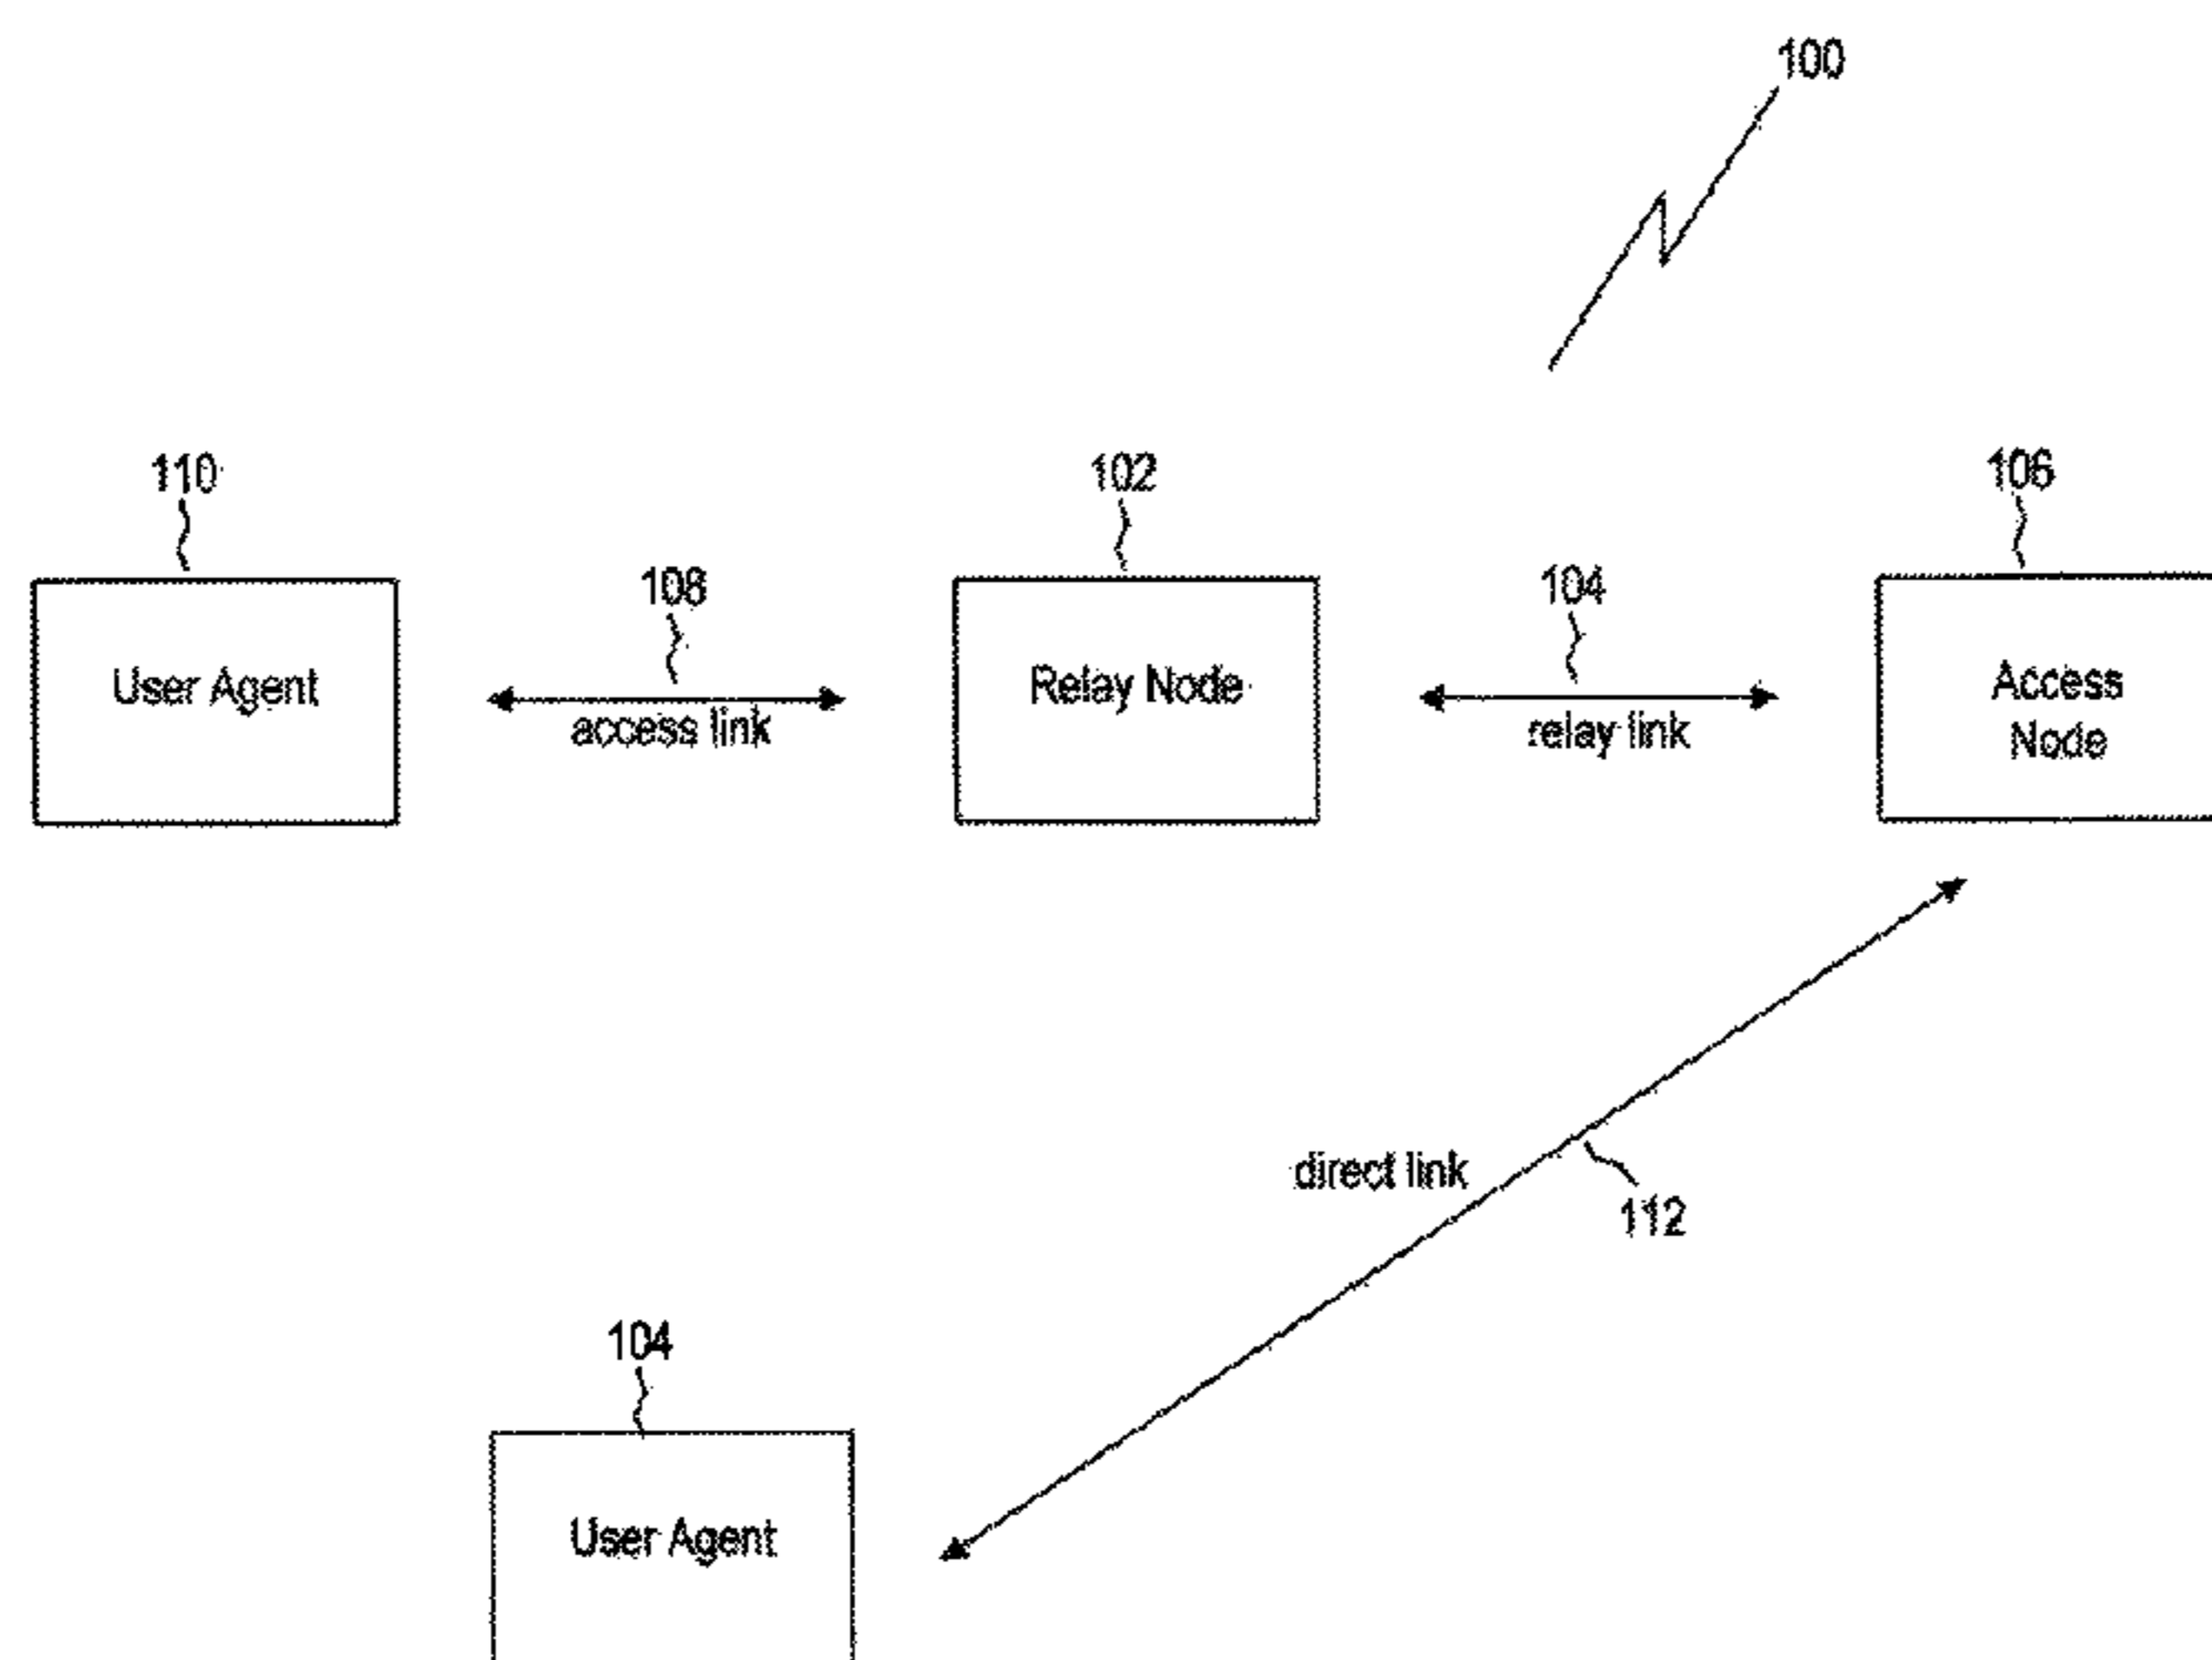 100
110
102
106
108
104
User Agent
Relay Node
Access
Node
access link
relay link
direct link
112
104
User Agent